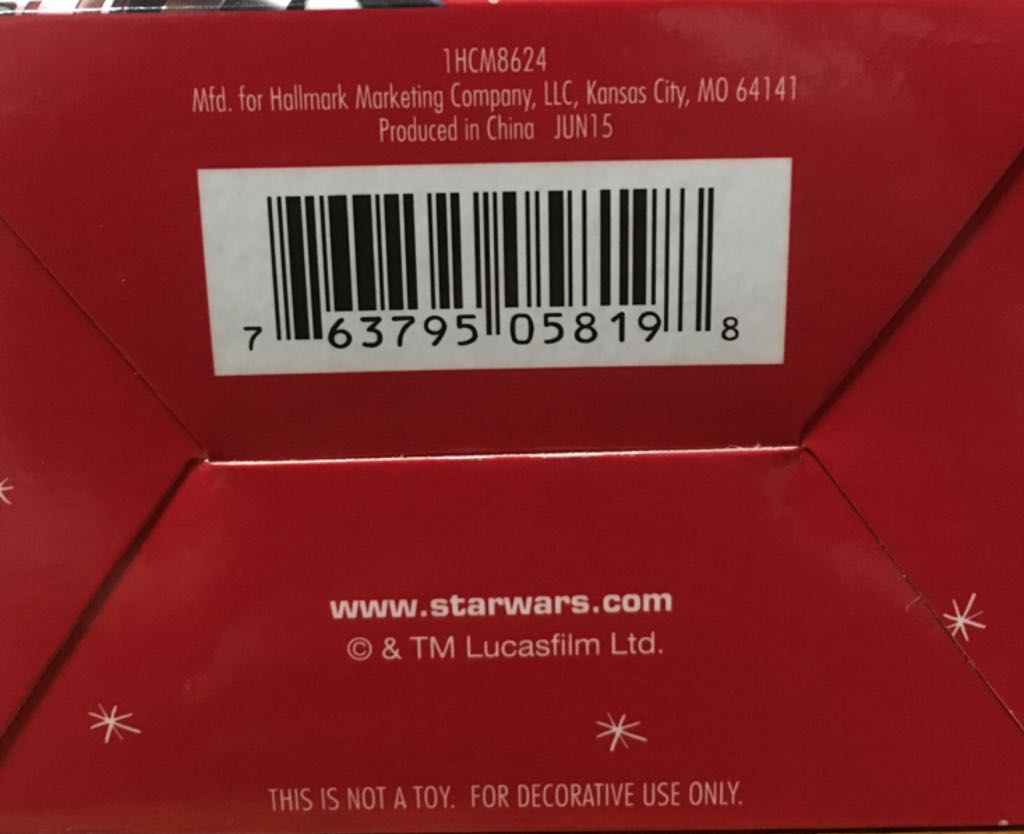 1HCM8624
Mfd. for Hallmark Marketing Company, LLC, Kansas City, MO 64141
Produced in China JUN15
7 63795 05819 8
www.starwars.com
© & TM Lucasfilm Ltd.
THIS IS NOT A TOY. FOR DECORATIVE USE ONLY.